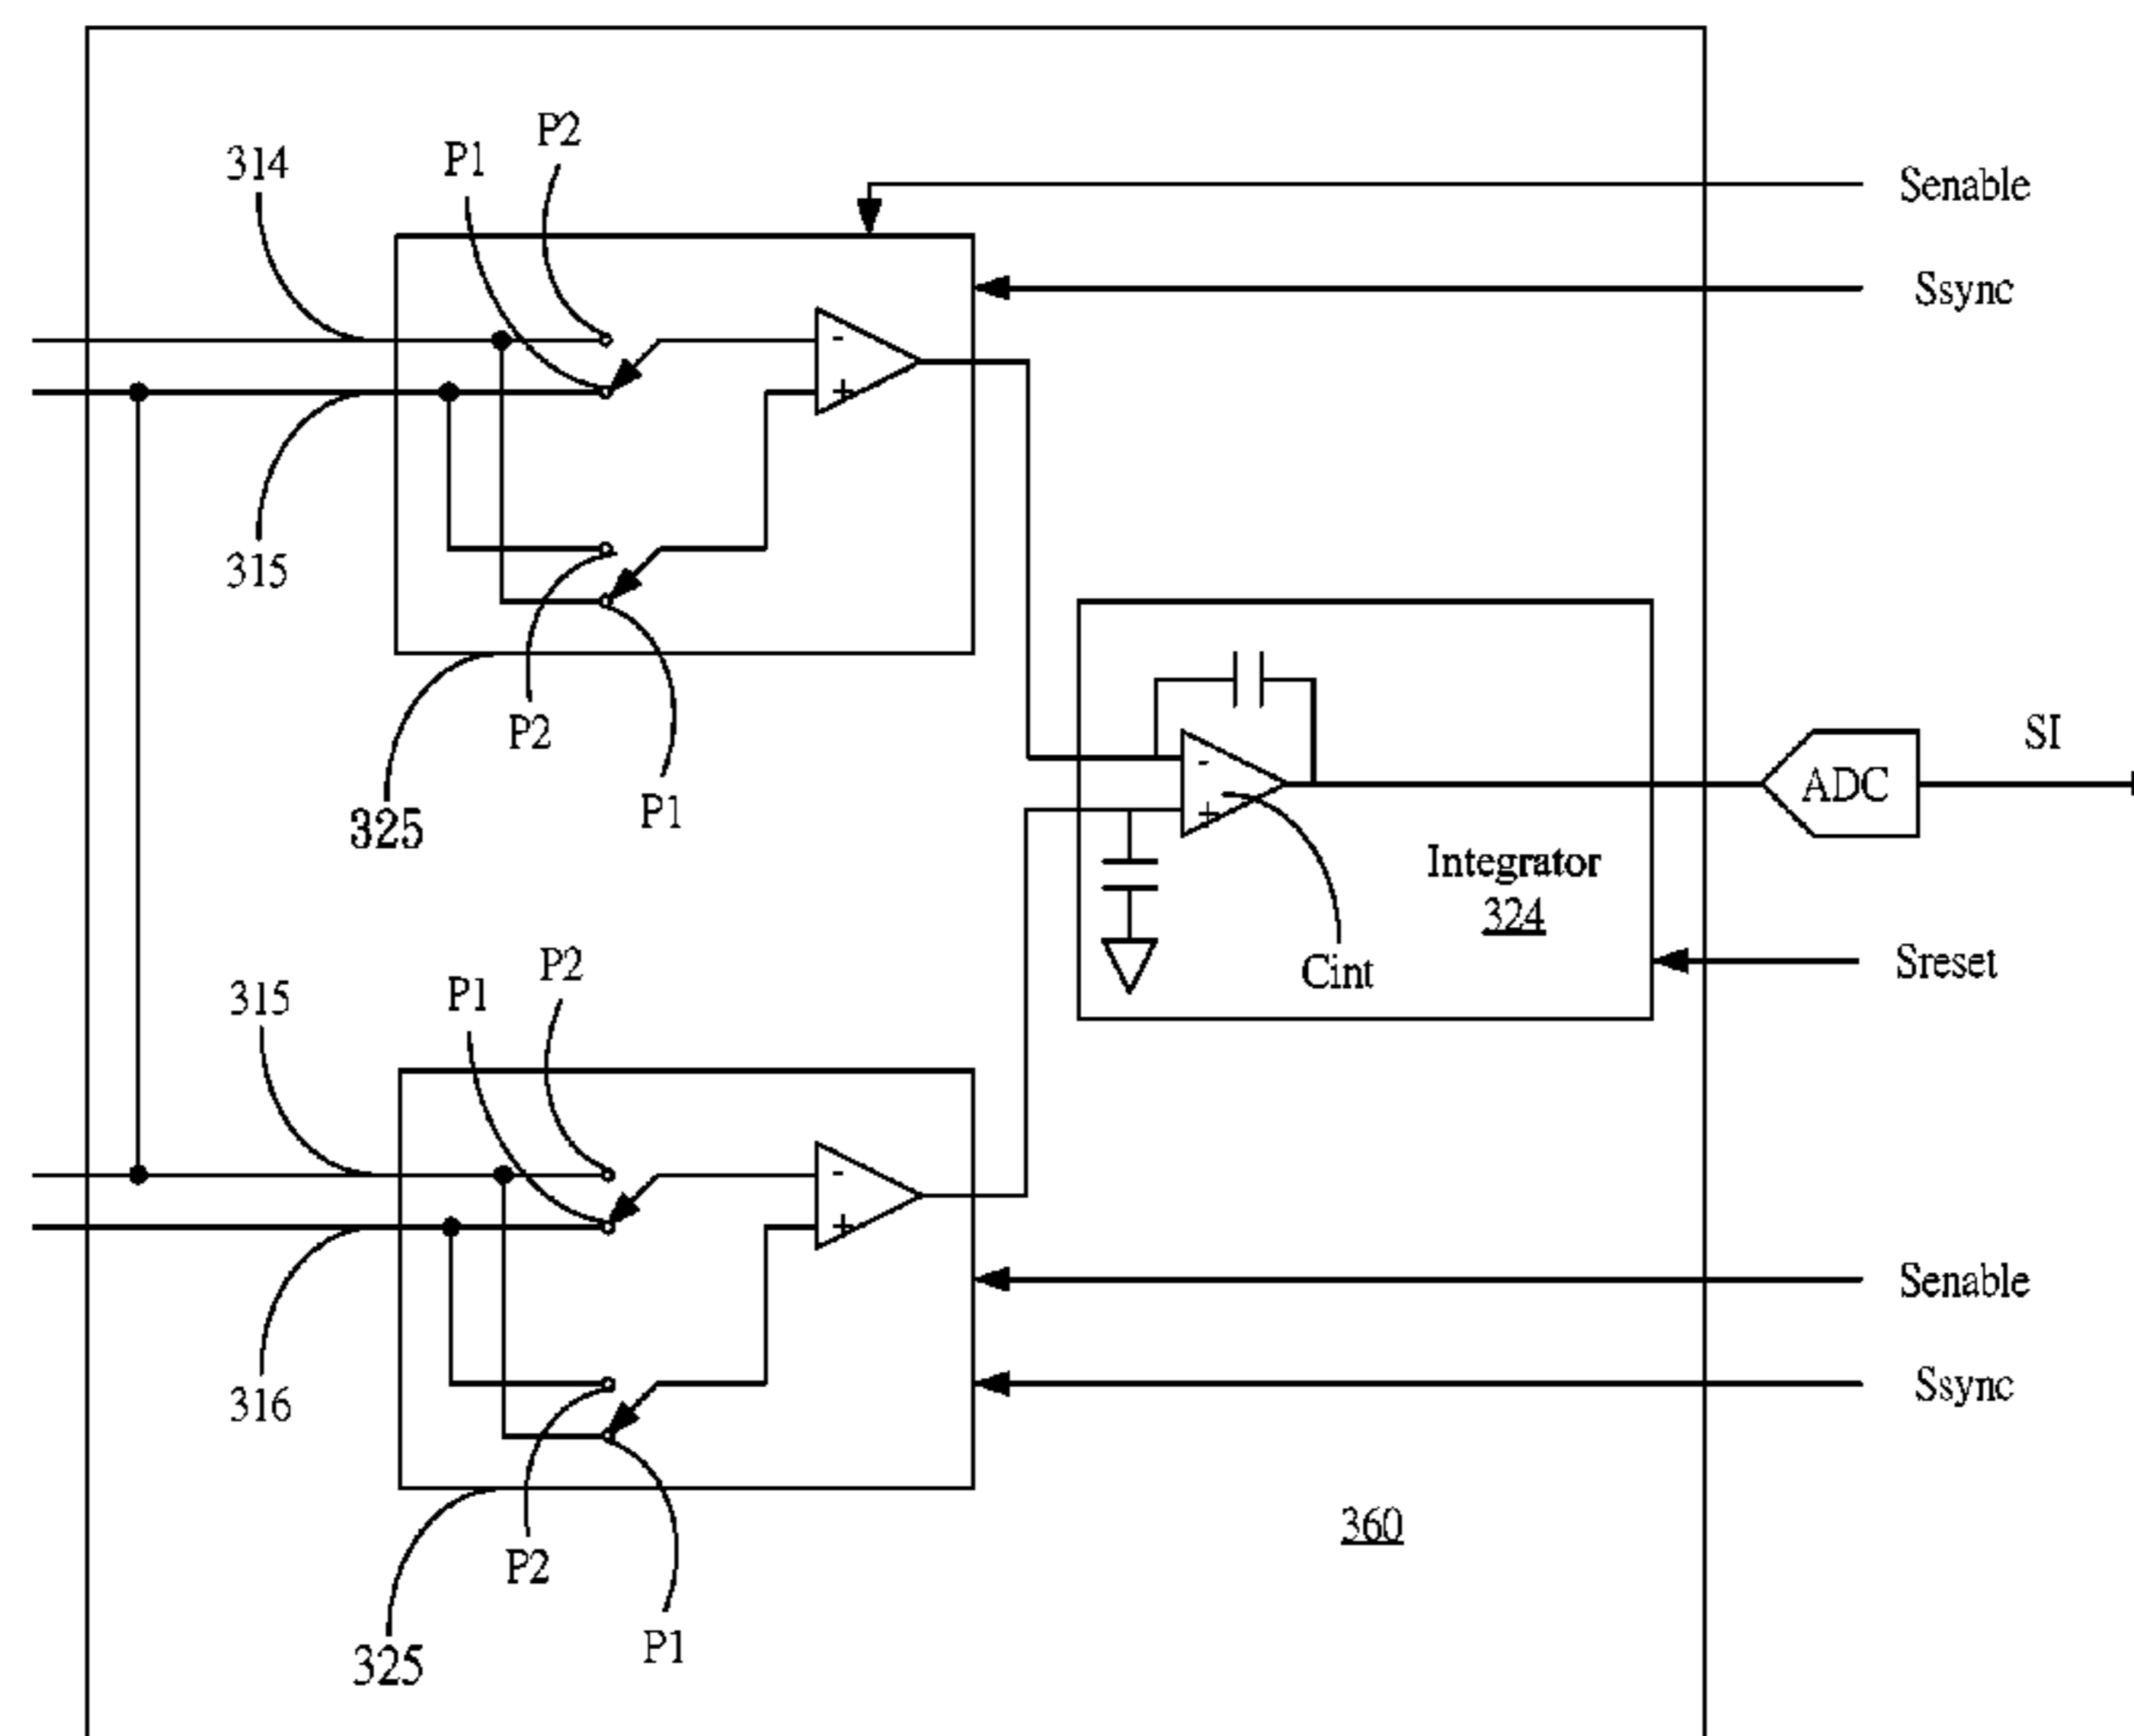 P2
P1
314
Senable
Ssync
-
+
315
P2
P1
325
SI
-
ADC
+
Integrator
324
Cint
Sreset
P2
P1
315
-
+
Senable
316
Ssync
360
P2
P1
325